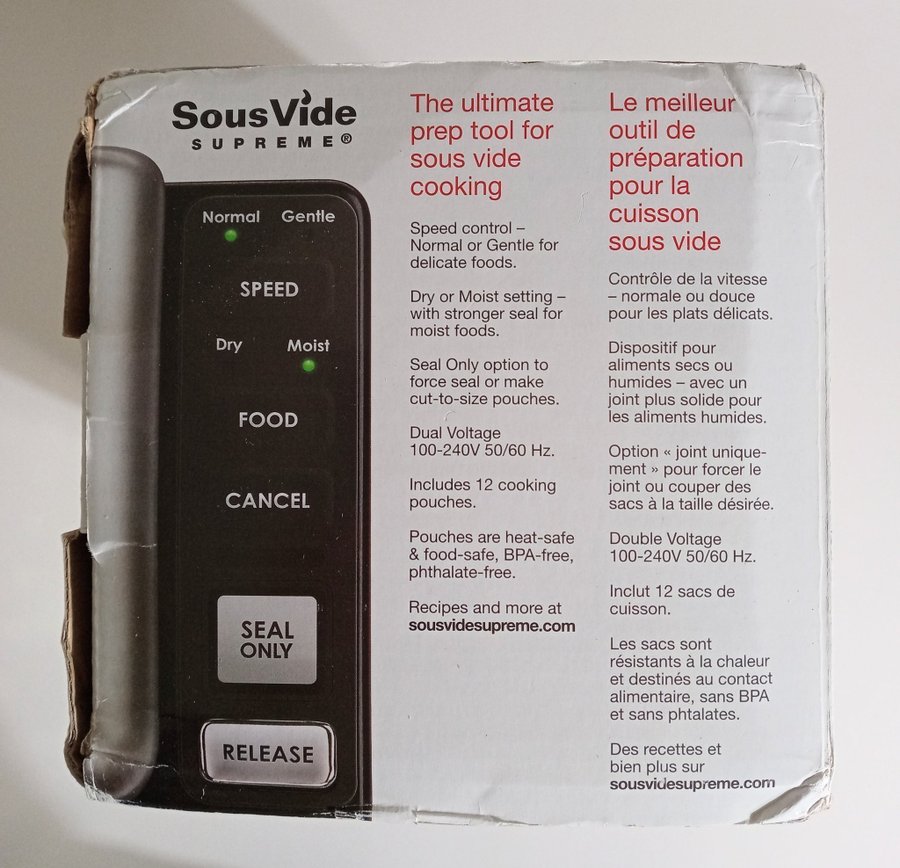 SousVide
SUPREME®
Normal Gentle
SPEED
Dry Moist
FOOD
CANCEL
SEAL
ONLY
RELEASE
The ultimate
prep tool for
sous vide
cooking
Speed control –
Normal or Gentle for
delicate foods.
Dry or Moist setting –
with stronger seal for
moist foods.
Seal Only option to
force seal or make
cut-to-size pouches.
Dual Voltage
100-240V 50/60 Hz.
Includes 12 cooking
pouches.
Pouches are heat-safe
& food-safe, BPA-free,
phthalate-free.
Recipes and more at
sousvidesupreme.com
Le meilleur
outil de
préparation
pour la
cuisson
sous vide
Contrôle de la vitesse
– normale ou douce
pour les plats délicats.
Dispositif pour
aliments secs ou
humides – avec un
joint plus solide pour
les aliments humides.
Option « joint unique-
ment » pour forcer le
joint ou couper des
sacs à la taille désirée.
Double Voltage
100-240V 50/60 Hz.
Inclut 12 sacs de
cuisson.
Les sacs sont
résistants à la chaleur
et destinés au contact
alimentaire, sans BPA
et sans phtalates.
Des recettes et
bien plus sur
sousvidesupreme.com